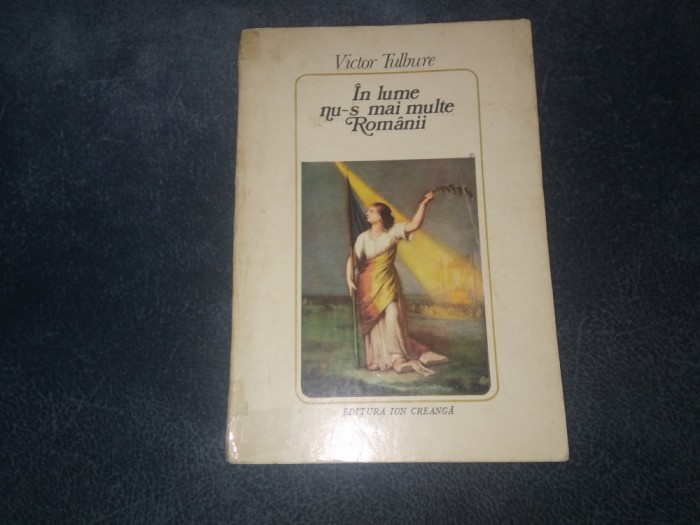 Victor Tulbure
În lume
nu-s mai multe
Românii
EDITURA ION CREANGĂ